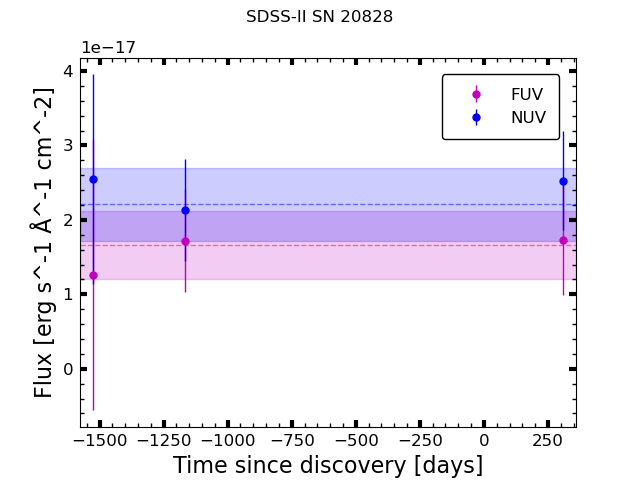 SDSS-II SN 20828
1e−17
FUV
NUV
4
3
2
1
0
Flux [erg s^-1 Å^-1 cm^-2]
−1500 −1250 −1000 −750 −500 −250 0 250
Time since discovery [days]